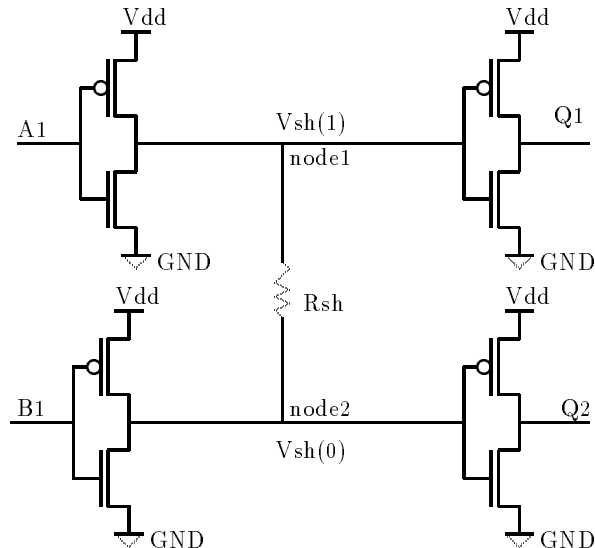 Vdd
Vdd
A1
Vsh(1)
Q1
node1
GND
GND
Vdd
Vdd
Rsh
B1
node2
Q2
Vsh(0)
GND
GND